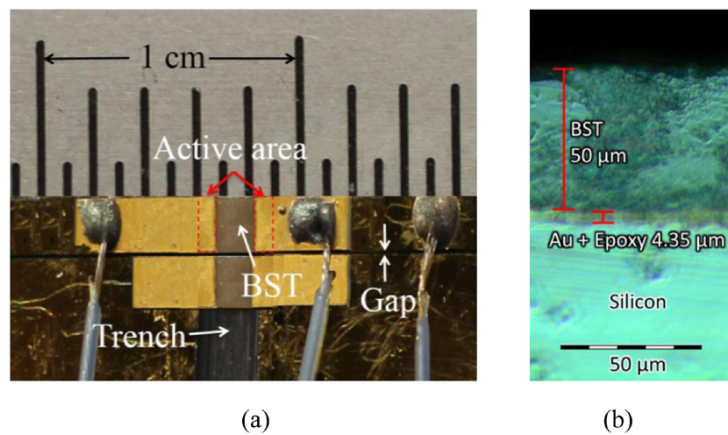 1 cm
Active area
BST
Gap
Trench
BST
50 µm
Au + Epoxy 4.35 µm
Silicon
50 µm
(a)
(b)